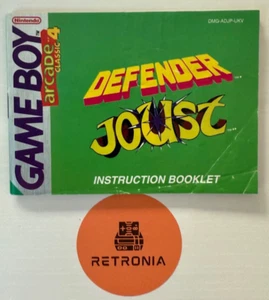 Nintendo
GAME BOY
arcade
CLASSIC 4
DMG-ADJP-UKV
DEFENDER
JOUST
INSTRUCTION BOOKLET
RETRONIA